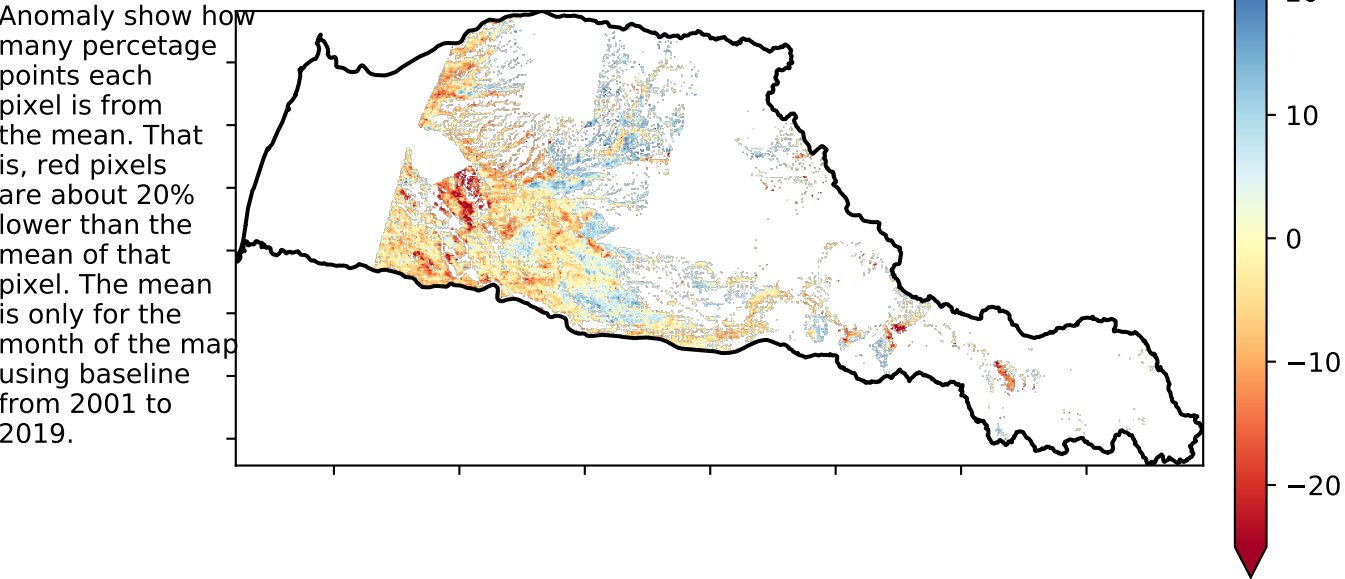 Anomaly show how
many percetage
points each
pixel is from
the mean. That
is, red pixels
are about 20%
lower than the
mean of that
pixel. The mean
is only for the
month of the map
using baseline
from 2001 to
2019.
10
0
−10
−20